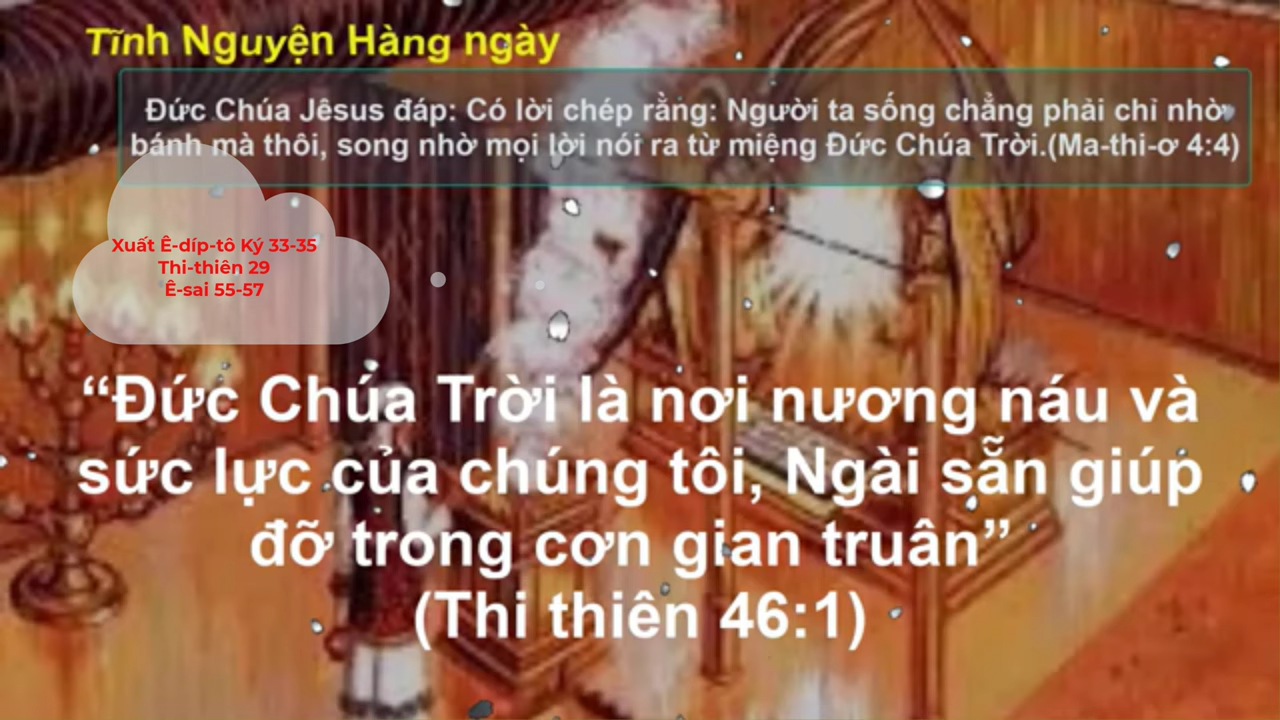 Tĩnh Nguyện Hàng ngày
Đức Chúa Jêsus đáp: Có lời chép rằng: Người ta sống chẳng phải chỉ nhờ
bánh mà thôi, song nhờ mọi lời nói ra từ miệng Đức Chúa Trời.(Ma-thi-ơ 4:4)
Xuất Ê-díp-tô Ký 33-35
Thi-thiên 29
Ê-sai 55-57
“Đức Chúa Trời là nơi nương náu và
sức lực của chúng tôi, Ngài sẵn giúp
đỡ trong cơn gian truân”
(Thi thiên 46:1)